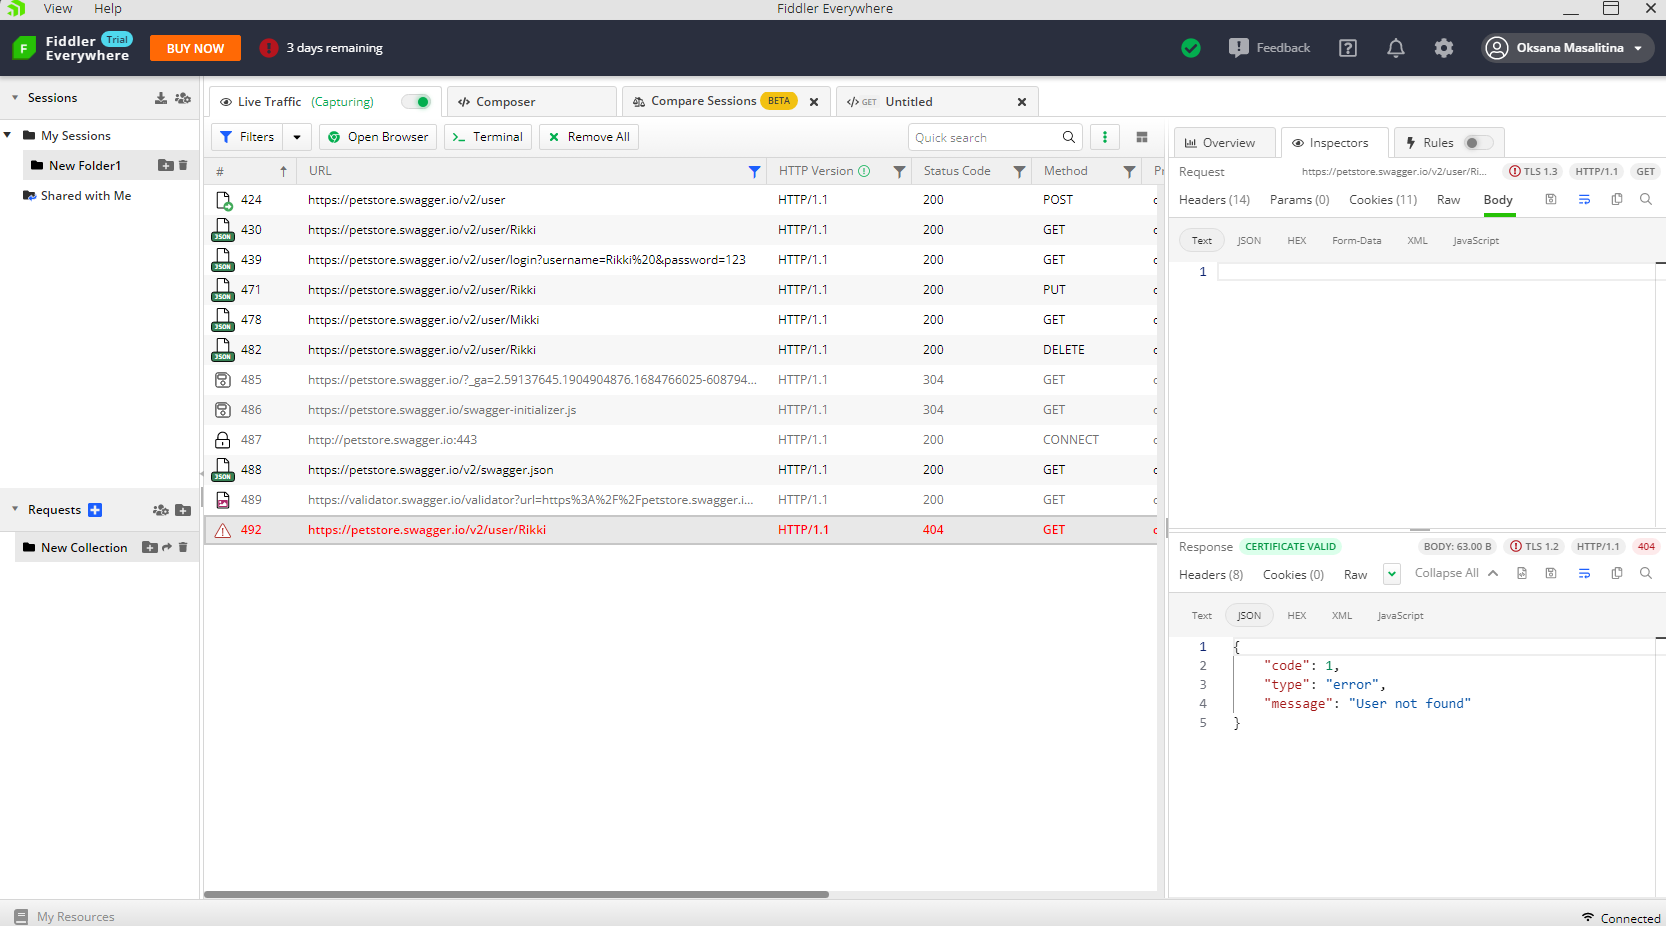 View Help Fiddler Everywhere
Fiddler Everywhere Trial BUY NOW 3 days remaining Feedback Oksana Masalitina
Sessions
My Sessions
New Folder1
Shared with Me
Requests
New Collection
Live Traffic (Capturing) Composer Compare Sessions BETA GET Untitled
Filters Open Browser Terminal Remove All Quick search
# URL HTTP Version Status Code Method
424 https://petstore.swagger.io/v2/user HTTP/1.1 200 POST
430 https://petstore.swagger.io/v2/user/Rikki HTTP/1.1 200 GET
439 https://petstore.swagger.io/v2/user/login?username=Rikki%20&password=123 HTTP/1.1 200 GET
471 https://petstore.swagger.io/v2/user/Rikki HTTP/1.1 200 PUT
478 https://petstore.swagger.io/v2/user/Mikki HTTP/1.1 200 GET
482 https://petstore.swagger.io/v2/user/Rikki HTTP/1.1 200 DELETE
485 https://petstore.swagger.io/?_ga=2.59137645.1904904876.1684766025-608794... HTTP/1.1 304 GET
486 https://petstore.swagger.io/swagger-initializer.js HTTP/1.1 304 GET
487 http://petstore.swagger.io:443 HTTP/1.1 200 CONNECT
488 https://petstore.swagger.io/v2/swagger.json HTTP/1.1 200 GET
489 https://validator.swagger.io/validator?url=https%3A%2F%2Fpetstore.swagger.i... HTTP/1.1 200 GET
492 https://petstore.swagger.io/v2/user/Rikki HTTP/1.1 404 GET
Overview Inspectors Rules
Request https://petstore.swagger.io/v2/user/Ri... TLS 1.3 HTTP/1.1 GET
Headers (14) Params (0) Cookies (11) Raw Body
Text JSON HEX Form-Data XML JavaScript
1
Response CERTIFICATE VALID BODY: 63.00 B TLS 1.2 HTTP/1.1 404
Headers (8) Cookies (0) Raw Collapse All
Text JSON HEX XML JavaScript
1 {
2 "code": 1,
3 "type": "error",
4 "message": "User not found"
5 }
My Resources Connected